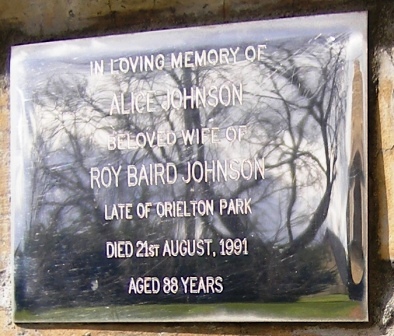 IN LOVING MEMORY OF
ALICE JOHNSON
BELOVED WIFE OF
ROY BAIRD JOHNSON
LATE OF ORIELTON PARK
DIED 21ST AUGUST, 1991
AGED 88 YEARS